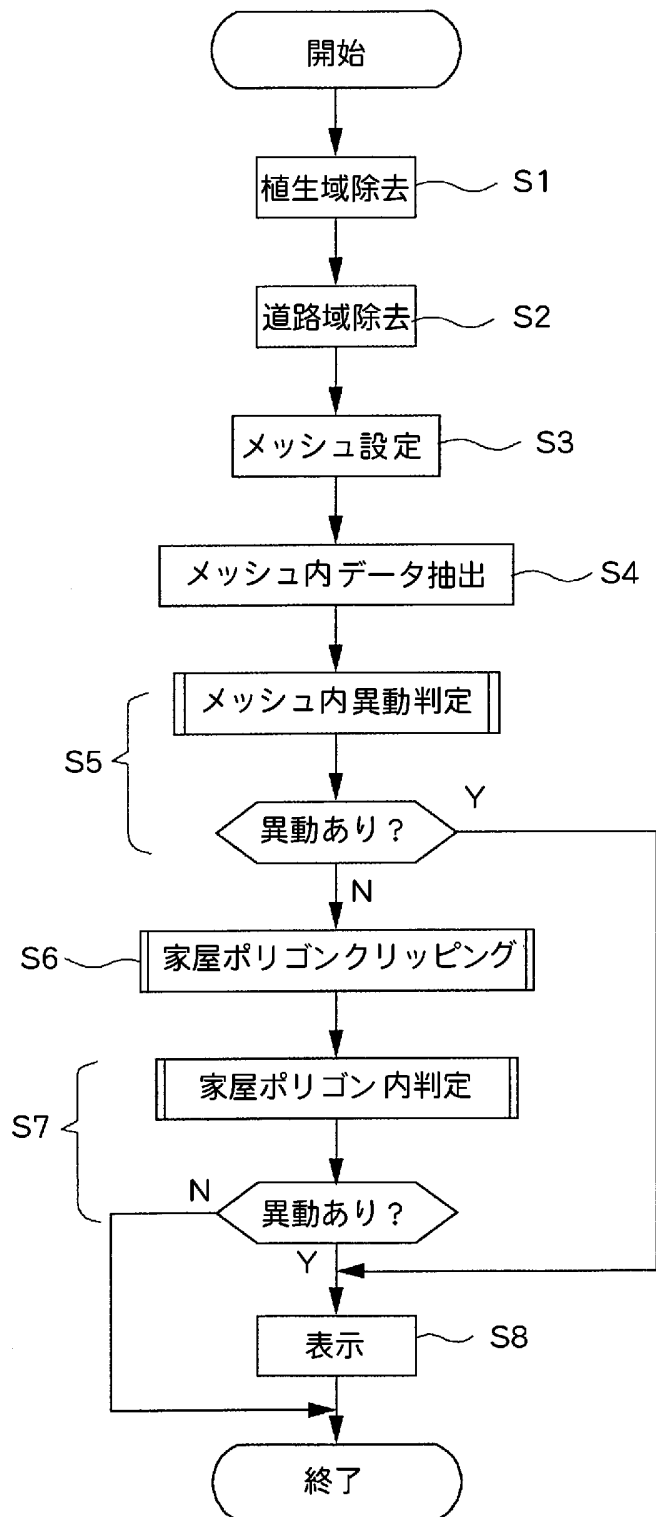 開始
植生域除去
S1
道路域除去
S2
メッシュ設定
S3
メッシュ内データ抽出
S4
メッシュ内異動判定
S5
異動あり?
Y
N
S6
家屋ポリゴンクリッピング
家屋ポリゴン内判定
S7
N
異動あり?
Y
表示
S8
終了